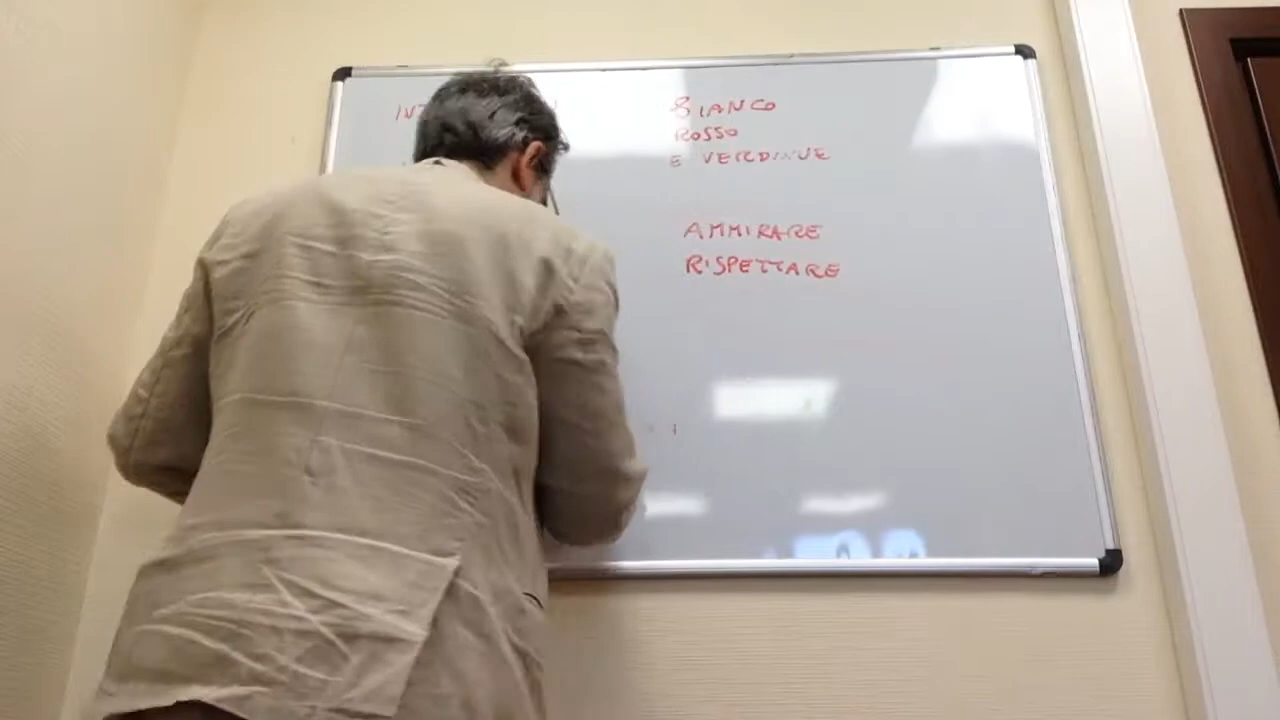 BIANCO
ROSSO
E VERDINUE
AMMIRARE
RISPETTARE